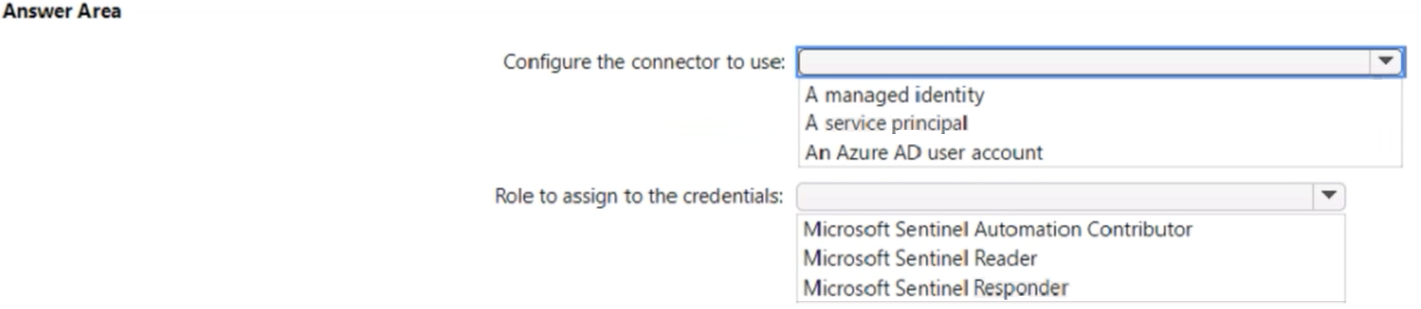 Answer Area
Configure the connector to use:
A managed identity
A service principal
An Azure AD user account
Role to assign to the credentials:
Microsoft Sentinel Automation Contributor
Microsoft Sentinel Reader
Microsoft Sentinel Responder